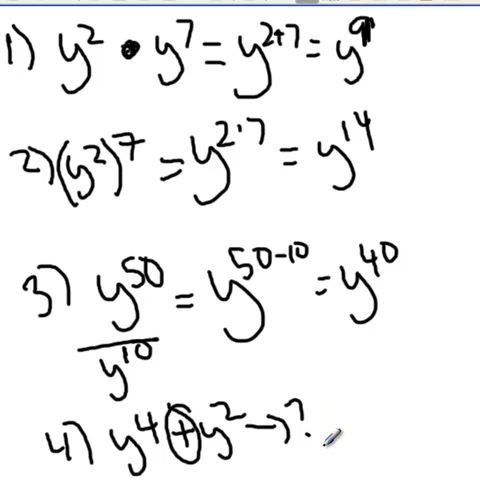 1) y² • y⁷ = y²⁺⁷ = y⁹
2) (y²)⁷ = y²˙⁷ = y¹⁴
3) y⁵⁰/y¹⁰ = y⁵⁰⁻¹⁰ = y⁴⁰
4) y⁴ + y² → ?